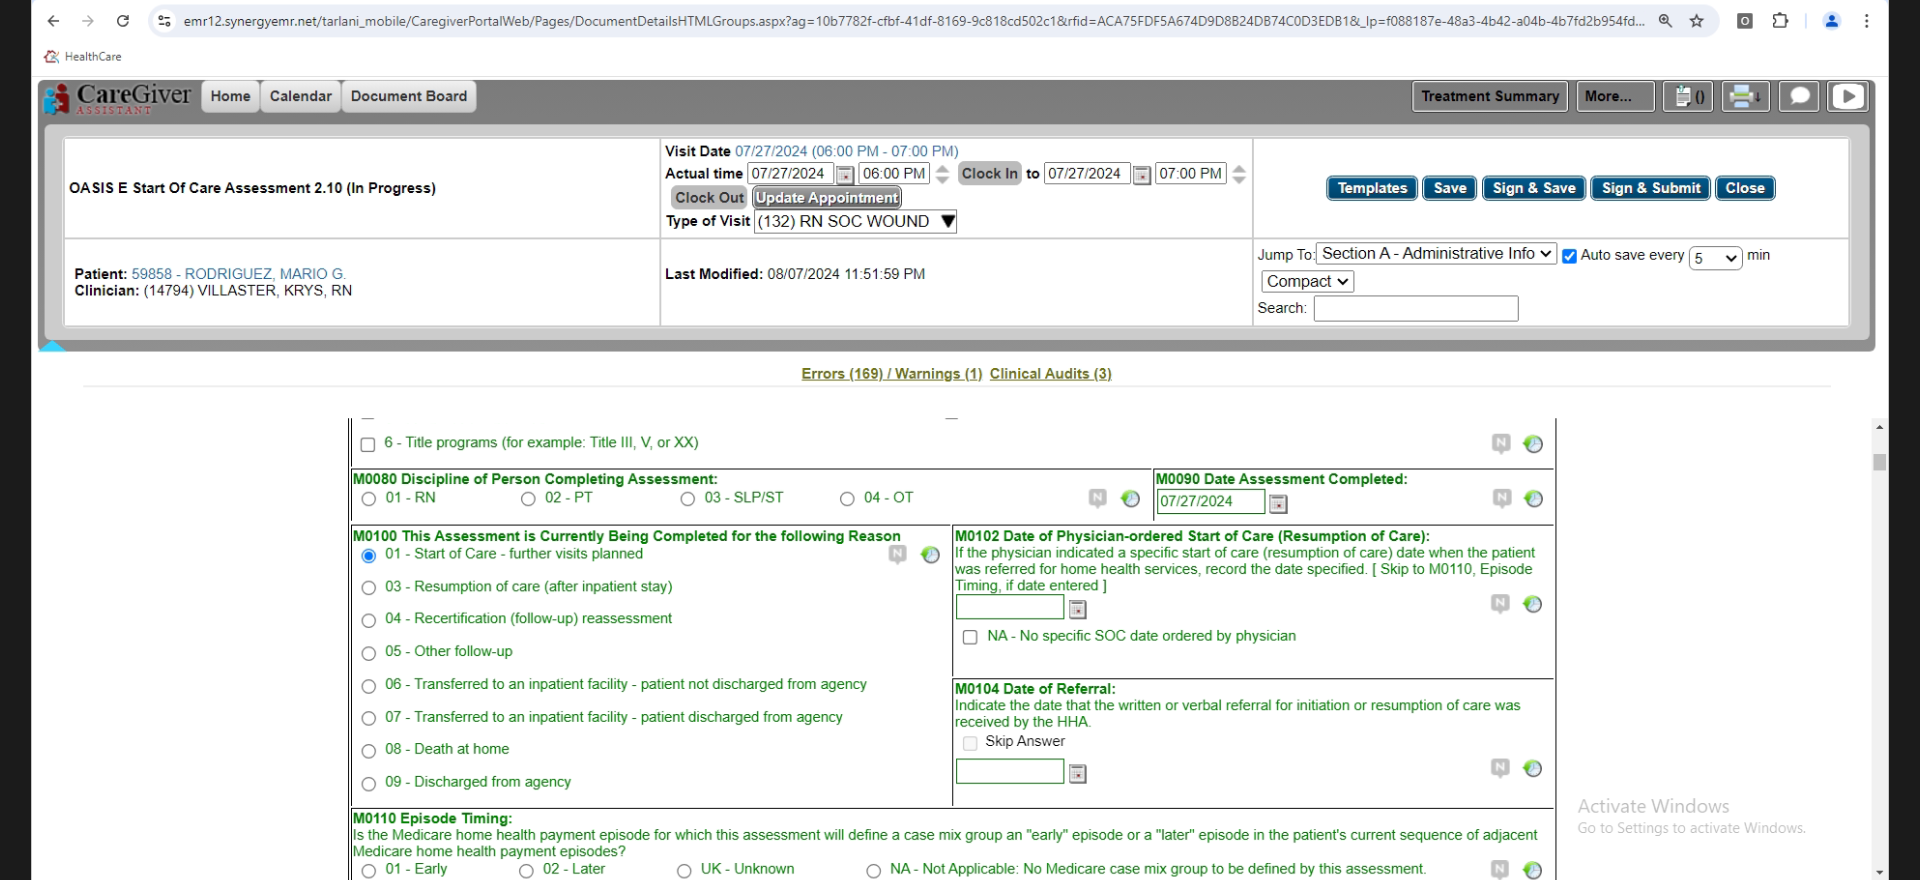 emr12.synergyemr.net/tarlani_mobile/CaregiverPortalWeb/Pages/DocumentDetailsHTMLGroups.aspx?ag=10b7782f-cfbf-41df-8169-9c818cd502c1&rfid=ACA75FDF5A674D9D8B24DB74C0D3EDB1&_lp=f088187e-48a3-4b42-a04b-4b7fd2b954fd...
HealthCare
CareGiver
ASSISTANT
Home Calendar Document Board
Treatment Summary More... ()
OASIS E Start Of Care Assessment 2.10 (In Progress)
Visit Date 07/27/2024 (06:00 PM - 07:00 PM)
Actual time 07/27/2024 06:00 PM Clock In to 07/27/2024 07:00 PM
Clock Out Update Appointment
Type of Visit (132) RN SOC WOUND
Templates Save Sign & Save Sign & Submit Close
Patient: 59858 - RODRIGUEZ, MARIO G.
Clinician: (14794) VILLASTER, KRYS, RN
Last Modified: 08/07/2024 11:51:59 PM
Jump To: Section A - Administrative Info Auto save every 5 min
Compact
Search:
Errors (169) / Warnings (1) Clinical Audits (3)
6 - Title programs (for example: Title III, V, or XX)
N
M0080 Discipline of Person Completing Assessment:
01 - RN 02 - PT 03 - SLP/ST 04 - OT N
M0090 Date Assessment Completed:
07/27/2024 N
M0100 This Assessment is Currently Being Completed for the following Reason
01 - Start of Care - further visits planned N
03 - Resumption of care (after inpatient stay)
04 - Recertification (follow-up) reassessment
05 - Other follow-up
06 - Transferred to an inpatient facility - patient not discharged from agency
07 - Transferred to an inpatient facility - patient discharged from agency
08 - Death at home
09 - Discharged from agency
M0102 Date of Physician-ordered Start of Care (Resumption of Care):
If the physician indicated a specific start of care (resumption of care) date when the patient
was referred for home health services, record the date specified. [ Skip to M0110, Episode
Timing, if date entered ]
N
NA - No specific SOC date ordered by physician
M0104 Date of Referral:
Indicate the date that the written or verbal referral for initiation or resumption of care was
received by the HHA.
Skip Answer
N
M0110 Episode Timing:
Is the Medicare home health payment episode for which this assessment will define a case mix group an "early" episode or a "later" episode in the patient's current sequence of adjacent
Medicare home health payment episodes?
01 - Early 02 - Later UK - Unknown NA - Not Applicable: No Medicare case mix group to be defined by this assessment. N
Activate Windows
Go to Settings to activate Windows.